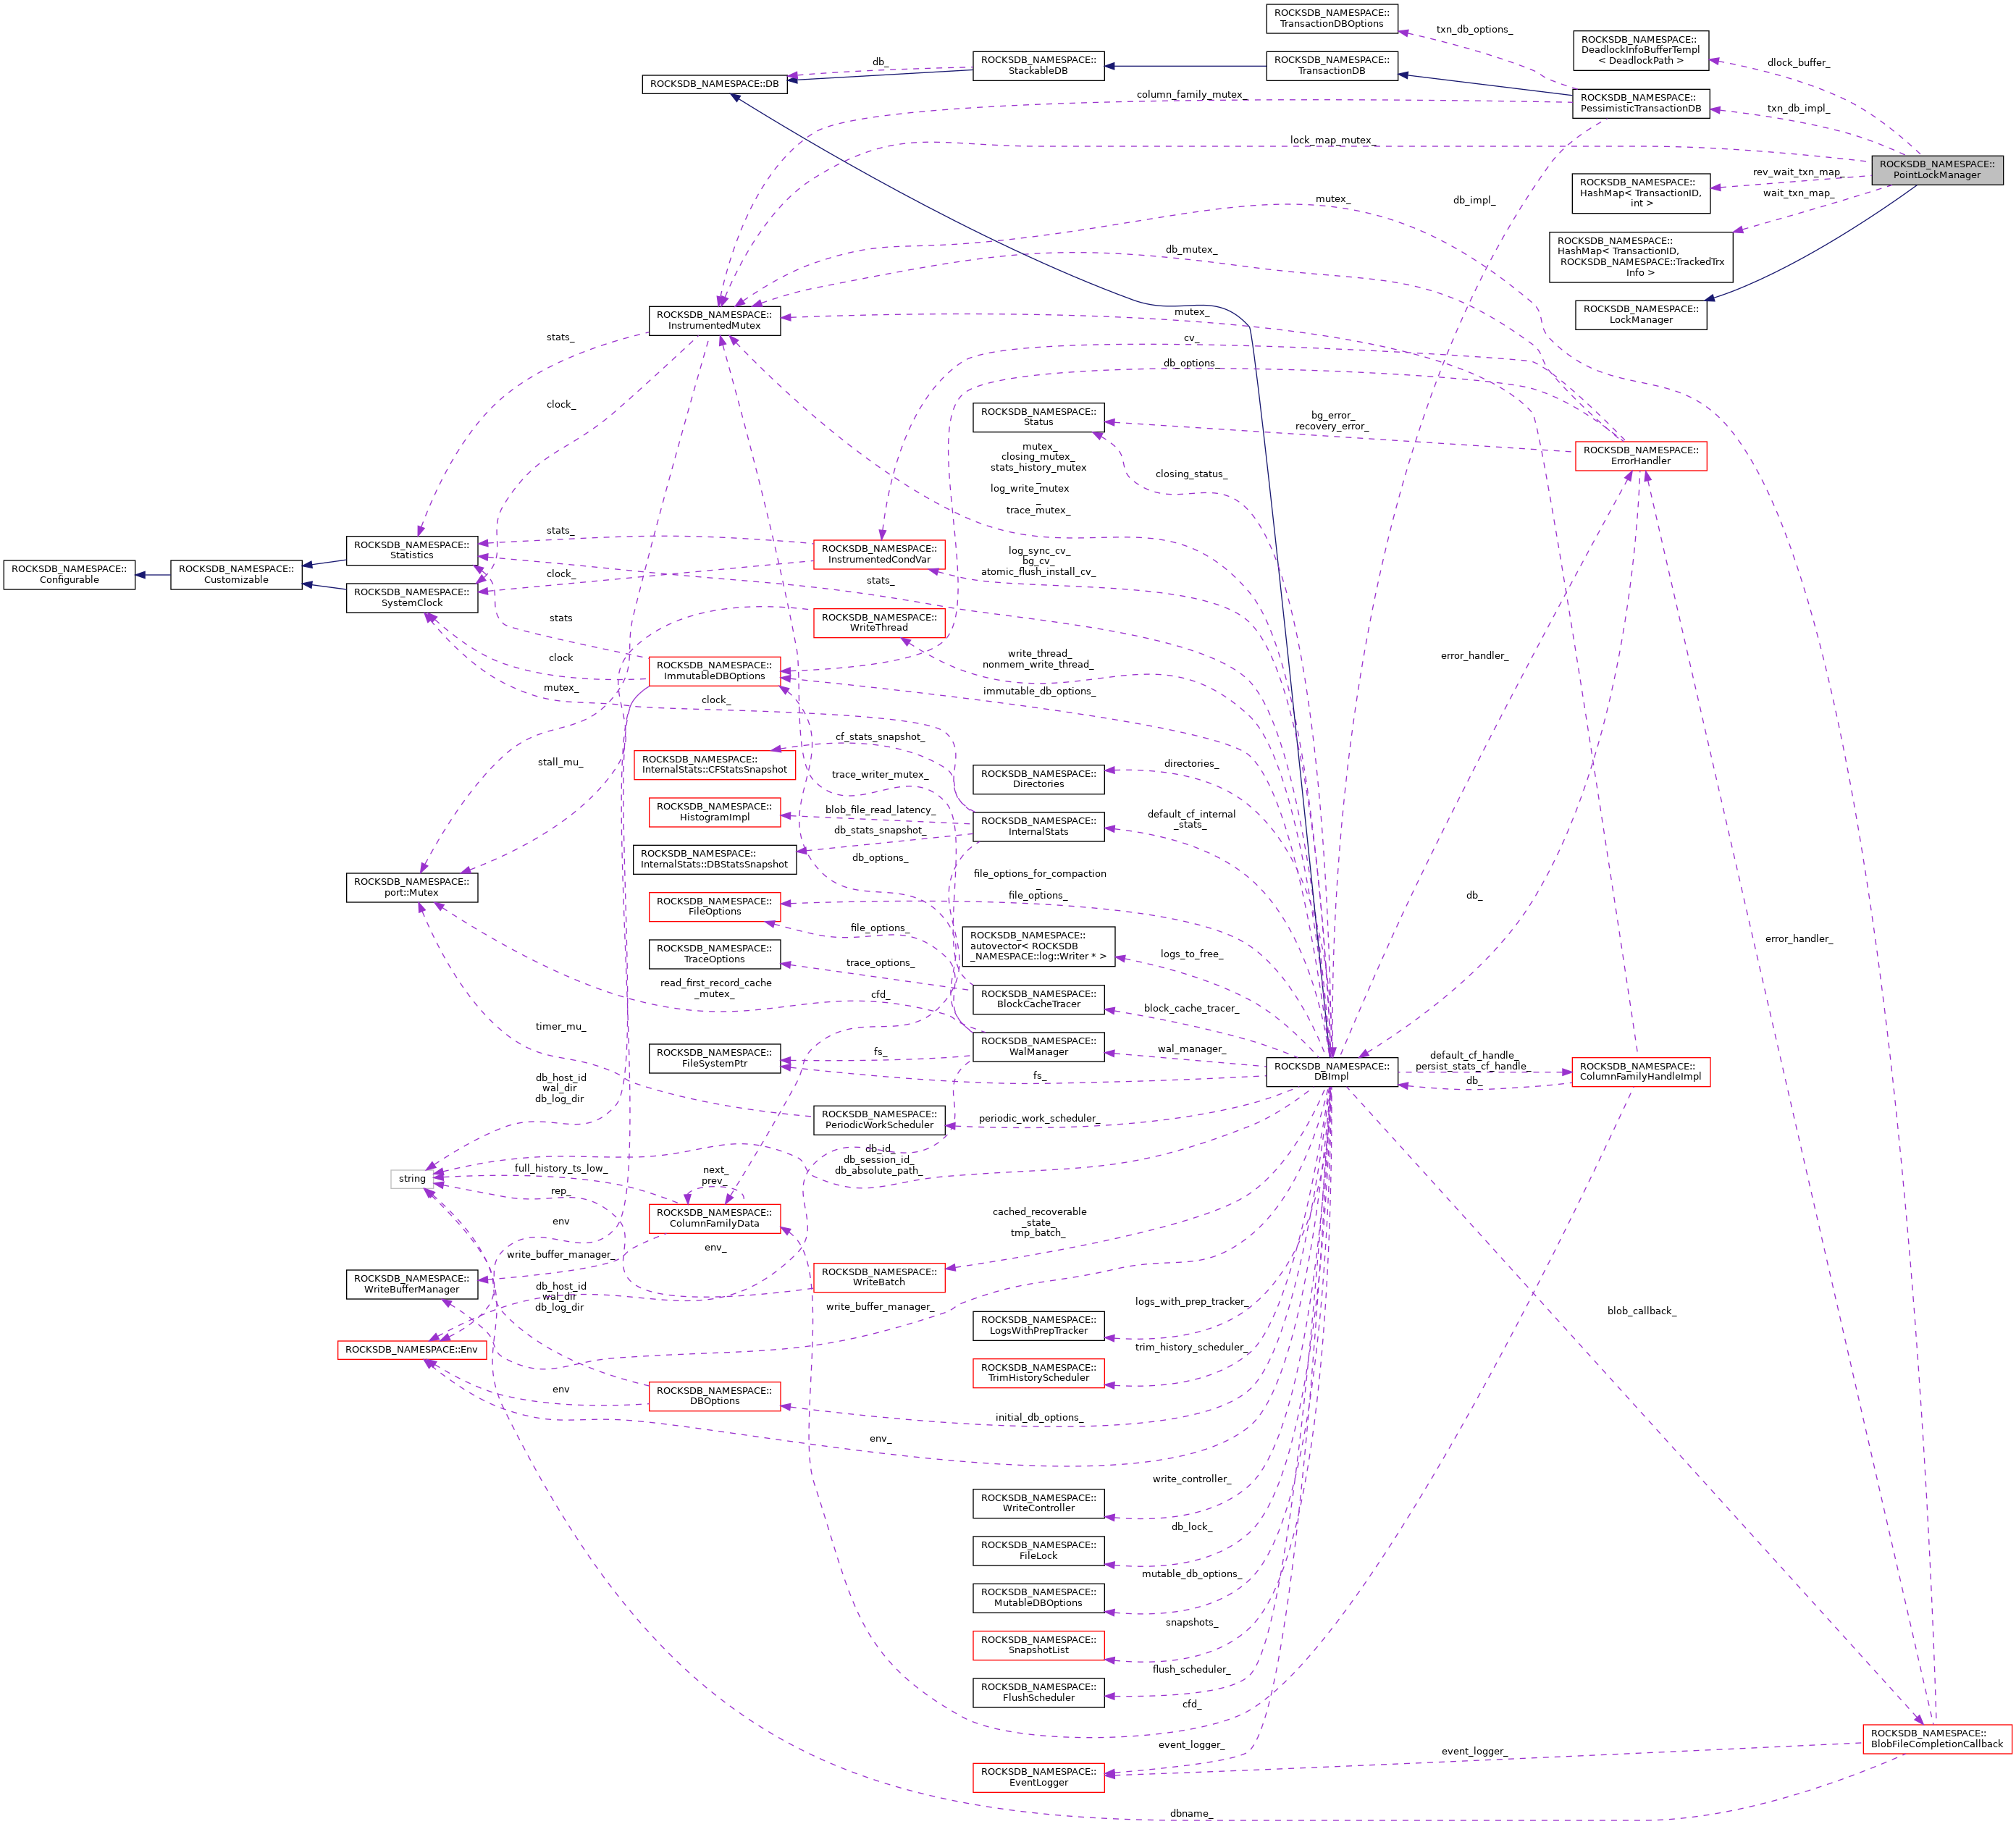 ROCKSDB_NAMESPACE::
TransactionDBOptions
txn_db_options_
ROCKSDB_NAMESPACE::
DeadlockInfoBufferTempl
< DeadlockPath >
dlock_buffer_
db_
ROCKSDB_NAMESPACE::
StackableDB
ROCKSDB_NAMESPACE::
TransactionDB
ROCKSDB_NAMESPACE::DB
column_family_mutex_
ROCKSDB_NAMESPACE::
PessimisticTransactionDB
txn_db_impl_
lock_map_mutex_
ROCKSDB_NAMESPACE::
PointLockManager
rev_wait_txn_map_
ROCKSDB_NAMESPACE::
HashMap< TransactionID,
int >
wait_txn_map_
mutex_
db_impl_
ROCKSDB_NAMESPACE::
HashMap< TransactionID,
ROCKSDB_NAMESPACE::TrackedTrx
Info >
db_mutex_
ROCKSDB_NAMESPACE::
LockManager
ROCKSDB_NAMESPACE::
InstrumentedMutex
mutex_
stats_
cv_
db_options_
clock_
ROCKSDB_NAMESPACE::
Status
bg_error_
recovery_error_
ROCKSDB_NAMESPACE::
ErrorHandler
mutex_
closing_mutex_
stats_history_mutex
_
log_write_mutex
_
trace_mutex_
closing_status_
stats_
ROCKSDB_NAMESPACE::
Statistics
ROCKSDB_NAMESPACE::
InstrumentedCondVar
log_sync_cv_
bg_cv_
atomic_flush_install_cv_
ROCKSDB_NAMESPACE::
Configurable
ROCKSDB_NAMESPACE::
Customizable
clock_
stats_
ROCKSDB_NAMESPACE::
SystemClock
stats
ROCKSDB_NAMESPACE::
WriteThread
write_thread_
nonmem_write_thread_
error_handler_
clock
ROCKSDB_NAMESPACE::
ImmutableDBOptions
immutable_db_options_
mutex_
clock_
cf_stats_snapshot_
ROCKSDB_NAMESPACE::
InternalStats::CFStatsSnapshot
stall_mu_
trace_writer_mutex_
ROCKSDB_NAMESPACE::
Directories
directories_
ROCKSDB_NAMESPACE::
HistogramImpl
blob_file_read_latency_
ROCKSDB_NAMESPACE::
InternalStats
default_cf_internal
_stats_
db_stats_snapshot_
ROCKSDB_NAMESPACE::
InternalStats::DBStatsSnapshot
db_options_
ROCKSDB_NAMESPACE::
port::Mutex
file_options_for_compaction
_
file_options_
db_
ROCKSDB_NAMESPACE::
FileOptions
file_options_
ROCKSDB_NAMESPACE::
autovector< ROCKSDB
_NAMESPACE::log::Writer * >
logs_to_free_
error_handler_
ROCKSDB_NAMESPACE::
TraceOptions
trace_options_
read_first_record_cache
_mutex_
cfd_
ROCKSDB_NAMESPACE::
BlockCacheTracer
block_cache_tracer_
timer_mu_
ROCKSDB_NAMESPACE::
FileSystemPtr
fs_
ROCKSDB_NAMESPACE::
WalManager
wal_manager_
fs_
ROCKSDB_NAMESPACE::
DBImpl
default_cf_handle_
persist_stats_cf_handle_
db_
ROCKSDB_NAMESPACE::
ColumnFamilyHandleImpl
db_host_id
wal_dir
db_log_dir
ROCKSDB_NAMESPACE::
PeriodicWorkScheduler
periodic_work_scheduler_
string
full_history_ts_low_
next_
prev_
db_id_
db_session_id_
db_absolute_path_
rep_
ROCKSDB_NAMESPACE::
ColumnFamilyData
env
cached_recoverable
_state_
tmp_batch_
write_buffer_manager_
env_
ROCKSDB_NAMESPACE::
WriteBufferManager
ROCKSDB_NAMESPACE::
WriteBatch
db_host_id
wal_dir
db_log_dir
write_buffer_manager_
ROCKSDB_NAMESPACE::
LogsWithPrepTracker
logs_with_prep_tracker_
blob_callback_
ROCKSDB_NAMESPACE::Env
ROCKSDB_NAMESPACE::
TrimHistoryScheduler
trim_history_scheduler_
env
ROCKSDB_NAMESPACE::
DBOptions
initial_db_options_
env_
write_controller_
ROCKSDB_NAMESPACE::
WriteController
db_lock_
ROCKSDB_NAMESPACE::
FileLock
mutable_db_options_
ROCKSDB_NAMESPACE::
MutableDBOptions
snapshots_
ROCKSDB_NAMESPACE::
SnapshotList
flush_scheduler_
ROCKSDB_NAMESPACE::
FlushScheduler
cfd_
ROCKSDB_NAMESPACE::
BlobFileCompletionCallback
event_logger_
event_logger_
ROCKSDB_NAMESPACE::
EventLogger
dbname_